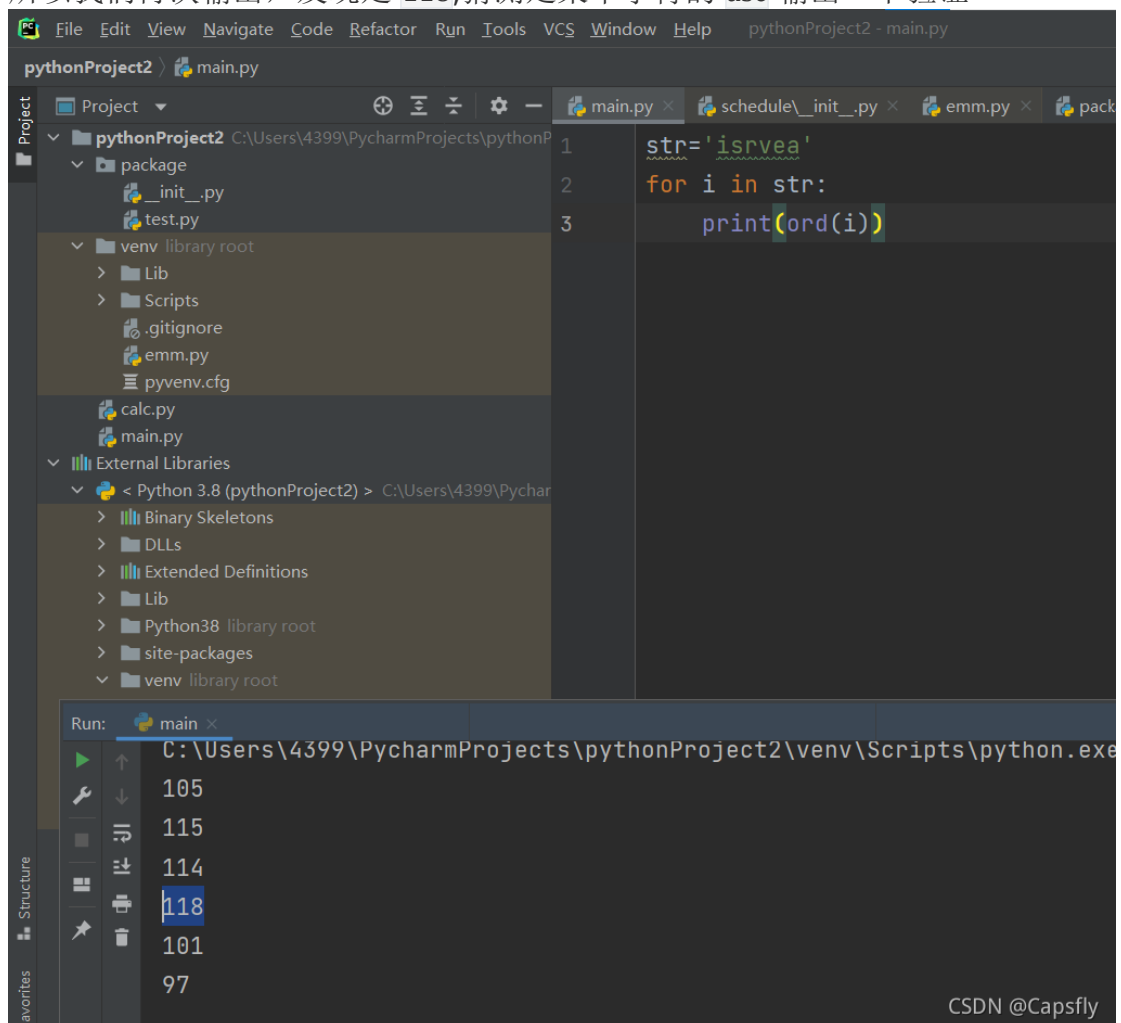 File Edit View Navigate Code Refactor Run Tools VCS Window Help pythonProject2 - main.py
pythonProject2 main.py
Project
Project
main.py
schedule\__init__.py
emm.py
pack
pythonProject2 C:\Users\4399\PycharmProjects\pythonP
package
__init__.py
test.py
venv library root
Lib
Scripts
.gitignore
emm.py
pyvenv.cfg
calc.py
main.py
External Libraries
< Python 3.8 (pythonProject2) > C:\Users\4399\Pychar
Binary Skeletons
DLLs
Extended Definitions
Lib
Python38 library root
site-packages
venv library root
1 str='isrvea'
2 for i in str:
3 print(ord(i))
Run: main
C:\Users\4399\PycharmProjects\pythonProject2\venv\Scripts\python.exe
105
115
114
118
101
97
Structure
avorites
CSDN @Capsfly